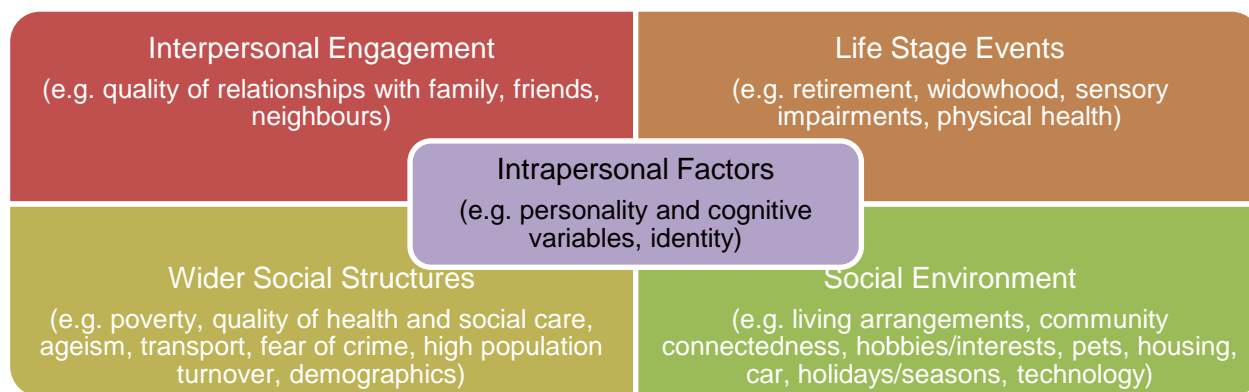 Interpersonal Engagement
(e.g. quality of relationships with family, friends,
neighbours)
Life Stage Events
(e.g. retirement, widowhood, sensory
impairments, physical health)
Intrapersonal Factors
(e.g. personality and cognitive
variables, identity)
Wider Social Structures
(e.g. poverty, quality of health and social care,
ageism, transport, fear of crime, high population
turnover, demographics)
Social Environment
(e.g. living arrangements, community
connectedness, hobbies/interests, pets, housing,
car, holidays/seasons, technology)